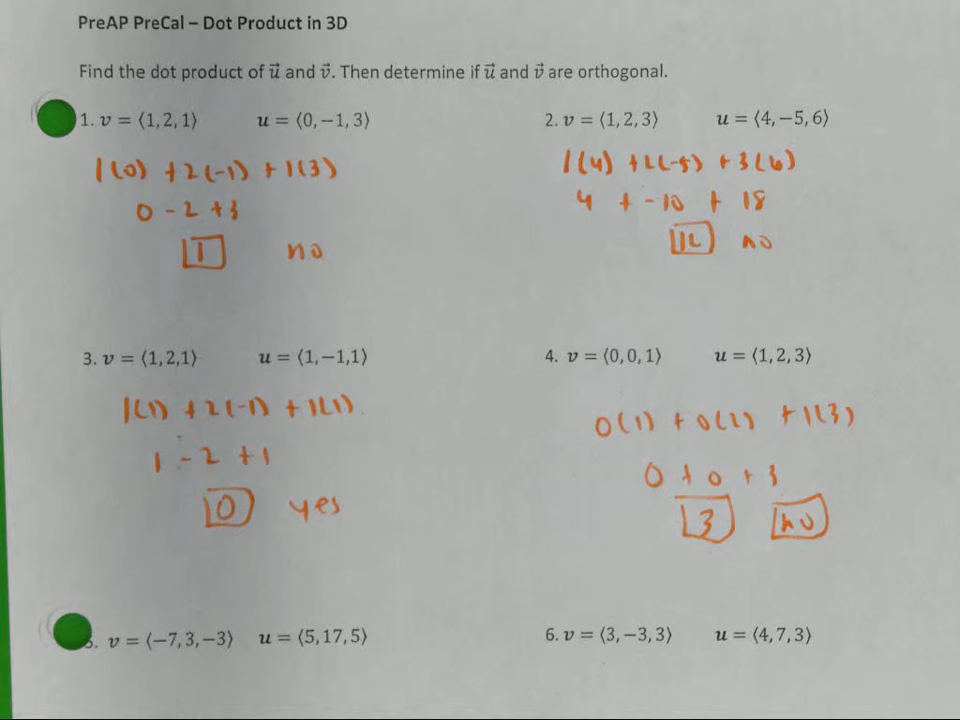 PreAP PreCal – Dot Product in 3D
Find the dot product of u⃗ and v⃗. Then determine if u⃗ and v⃗ are orthogonal.
1. v = ⟨1,2,1⟩ u = ⟨0,−1,3⟩
1(0) + 2(-1) + 1(3)
0 - 2 + 3
1 no
2. v = ⟨1,2,3⟩ u = ⟨4,−5,6⟩
1(4) + 2(-5) + 3(6)
4 + -10 + 18
12 no
3. v = ⟨1,2,1⟩ u = ⟨1,−1,1⟩
1(1) + 2(-1) + 1(1)
1 - 2 + 1
0 yes
4. v = ⟨0,0,1⟩ u = ⟨1,2,3⟩
0(1) + 0(2) + 1(3)
0 + 0 + 3
3 no
5. v = ⟨−7,3,−3⟩ u = ⟨5,17,5⟩
6. v = ⟨3,−3,3⟩ u = ⟨4,7,3⟩